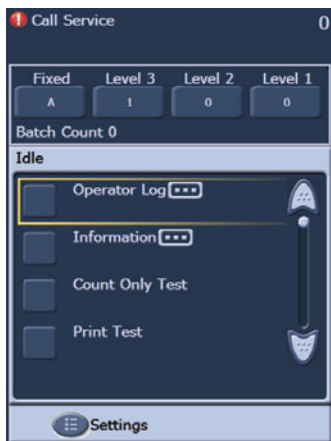 Call Service 0
Fixed Level 3 Level 2 Level 1
A 1 0 0
Batch Count 0
Idle
Operator Log
Information
Count Only Test
Print Test
Settings